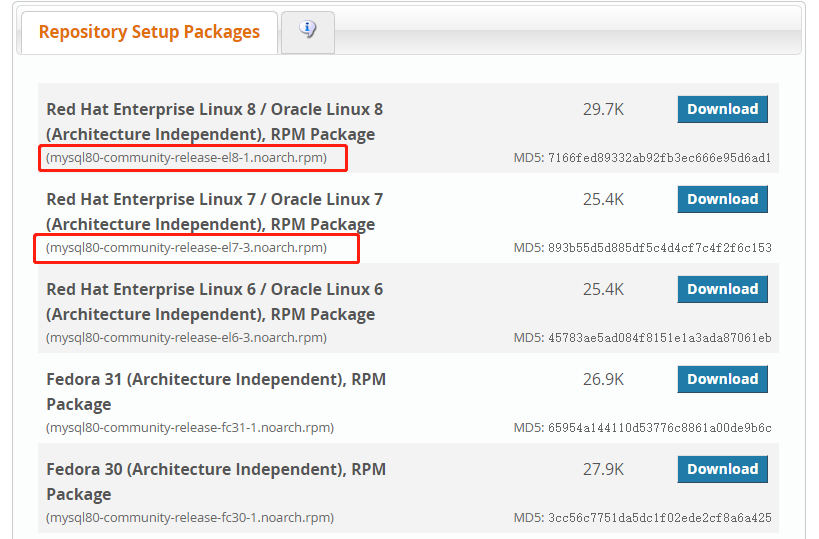 Repository Setup Packages
Red Hat Enterprise Linux 8 / Oracle Linux 8 29.7K Download
(Architecture Independent), RPM Package
(mysql80-community-release-el8-1.noarch.rpm) MD5: 7166fed89332ab92fb3ec666e95d6ad1
Red Hat Enterprise Linux 7 / Oracle Linux 7 25.4K Download
(Architecture Independent), RPM Package
(mysql80-community-release-el7-3.noarch.rpm) MD5: 893b55d5d885df5c4d4cf7c4f2f6c153
Red Hat Enterprise Linux 6 / Oracle Linux 6 25.4K Download
(Architecture Independent), RPM Package
(mysql80-community-release-el6-3.noarch.rpm) MD5: 45783ae5ad084f8151e1a3ada87061eb
Fedora 31 (Architecture Independent), RPM 26.9K Download
Package
(mysql80-community-release-fc31-1.noarch.rpm) MD5: 65954a144110d53776c8861a00de9b6c
Fedora 30 (Architecture Independent), RPM 27.9K Download
Package
(mysql80-community-release-fc30-1.noarch.rpm) MD5: 3cc56c7751da5dc1f02ede2cf8a6a425